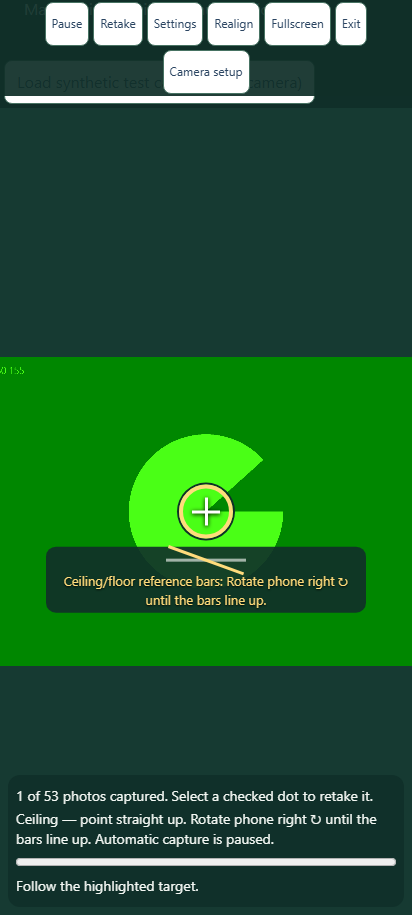 Pause Retake Settings Realign Fullscreen Exit
Camera setup
Load synthetic test
0 155
Ceiling/floor reference bars: Rotate phone right ↻
until the bars line up.
1 of 53 photos captured. Select a checked dot to retake it.
Ceiling — point straight up. Rotate phone right ↻ until the
bars line up. Automatic capture is paused.
Follow the highlighted target.